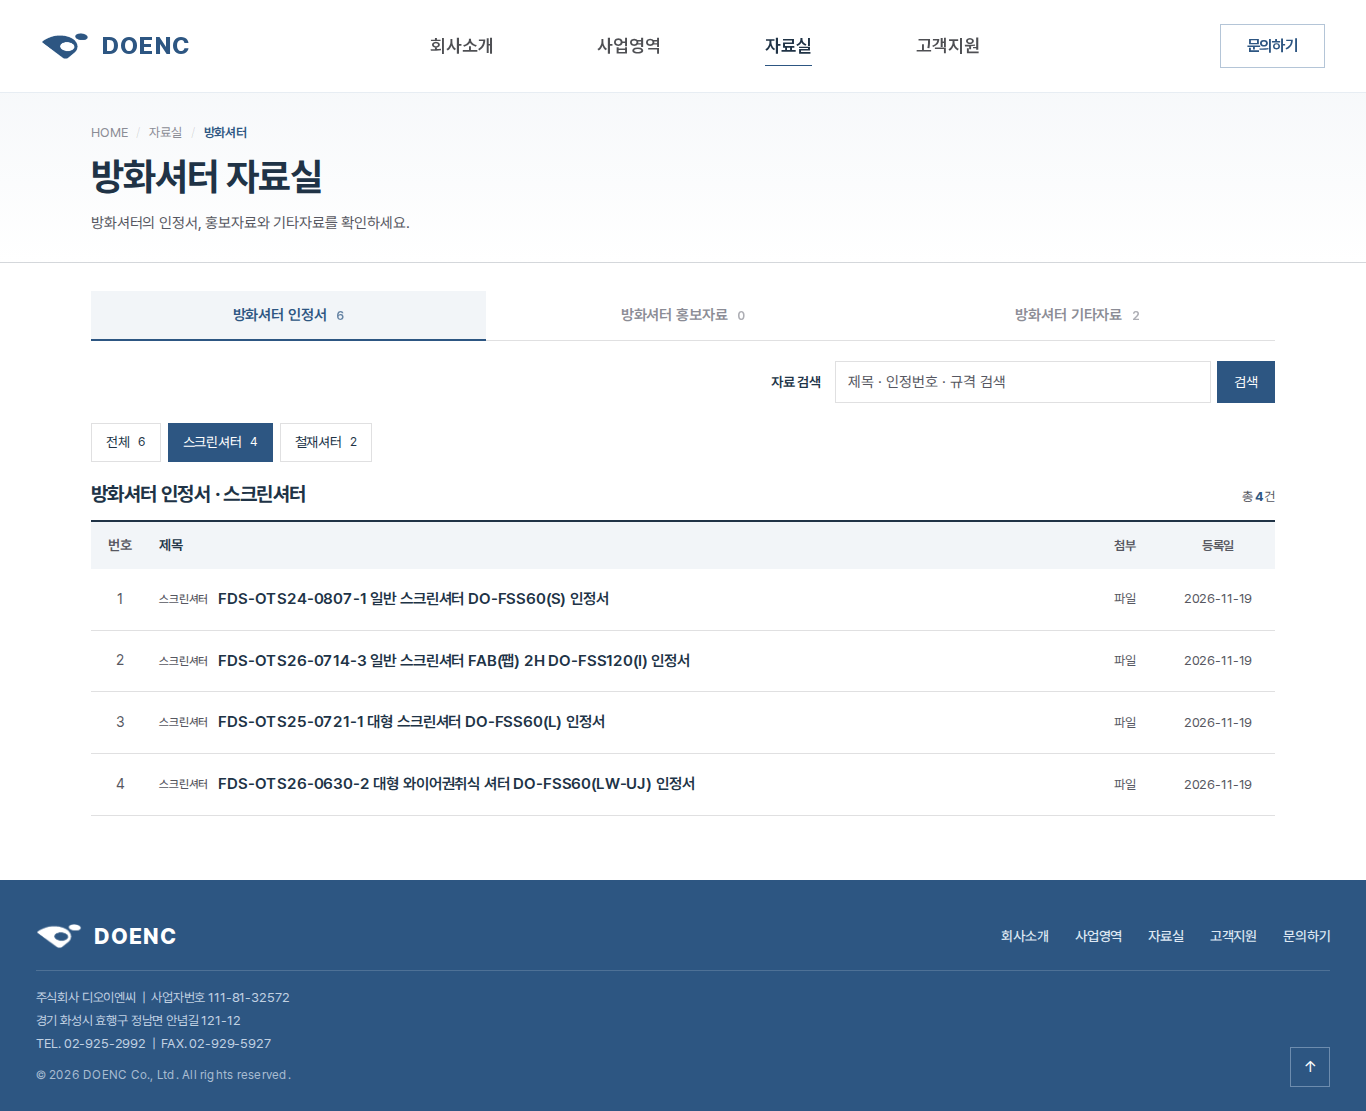 DOENC
회사소개 사업영역 자료실 고객지원
문의하기
HOME / 자료실 / 방화셔터
방화셔터 자료실
방화셔터의 인정서, 홍보자료와 기타자료를 확인하세요.
방화셔터 인정서 6 방화셔터 홍보자료 0 방화셔터 기타자료 2
자료 검색 제목 · 인정번호 · 규격 검색 검색
전체 6 스크린셔터 4 철재셔터 2
방화셔터 인정서 · 스크린셔터 총 4건
번호 제목 첨부 등록일
1 스크린셔터 FDS-OTS24-0807-1 일반 스크린셔터 DO-FSS60(S) 인정서 파일 2026-11-19
2 스크린셔터 FDS-OTS26-0714-3 일반 스크린셔터 FAB(팹) 2H DO-FSS120(I) 인정서 파일 2026-11-19
3 스크린셔터 FDS-OTS25-0721-1 대형 스크린셔터 DO-FSS60(L) 인정서 파일 2026-11-19
4 스크린셔터 FDS-OTS26-0630-2 대형 와이어권취식 셔터 DO-FSS60(LW-UJ) 인정서 파일 2026-11-19
DOENC
회사소개 사업영역 자료실 고객지원 문의하기
주식회사 디오이엔씨 | 사업자번호 111-81-32572
경기 화성시 효행구 정남면 안녕길 121-12
TEL. 02-925-2992 | FAX. 02-929-5927
© 2026 DOENC Co., Ltd. All rights reserved.
↑